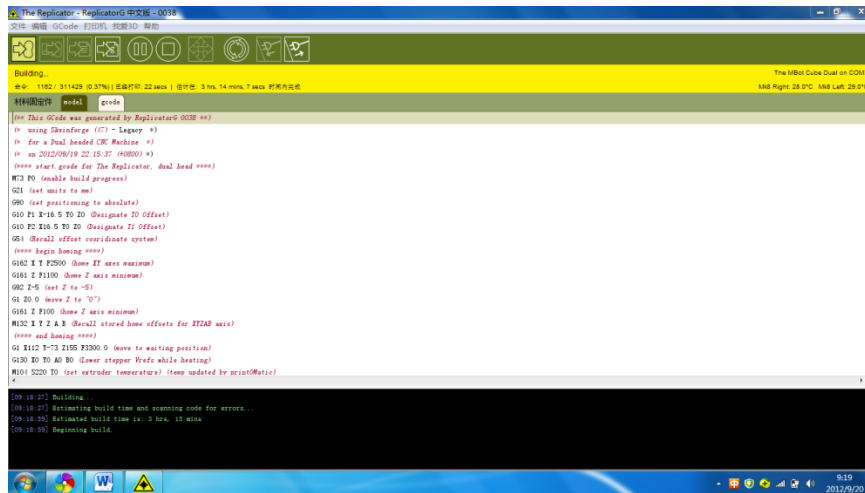 The Replicator - ReplicatorG 中文版 - 0038
文件 编辑 GCode 打印机 我爱3D 帮助
Building...
The MBot Cube Dual on COM
命令: 1162 / 311429 (0.37%) | 已经打印: 22 secs | 估计在: 3 hrs, 14 mins, 7 secs 时间内完成
Mk8 Right: 28.0°C Mk8 Left: 29.0°
材料固定件 model gcode
(** This GCode was generated by ReplicatorG 0038 **)
(* using Skeinforge (47) - Legacy *)
(* for a Dual headed CNC Machine *)
(* on 2012/09/19 22:15:37 (+0800) *)
(**** start.gcode for The Replicator, dual head ****)
M73 P0 (enable build progress)
G21 (set units to mm)
G90 (set positioning to absolute)
G10 P1 X-16.5 Y0 Z0 (Designate T0 Offset)
G10 P2 X16.5 Y0 Z0 (Designate T1 Offset)
G54 (Recall offset cooridinate system)
(**** begin homing ****)
G162 X Y F2500 (home XY axes maximum)
G161 Z F1100 (home Z axis minimum)
G92 Z-5 (set Z to -5)
G1 Z0.0 (move Z to "0")
G161 Z F100 (home Z axis minimum)
M132 X Y Z A B (Recall stored home offsets for XYZAB axis)
(**** end homing ****)
G1 X112 Y-73 Z155 F3300.0 (move to waiting position)
G130 X0 Y0 A0 B0 (Lower stepper Vrefs while heating)
M104 S220 T0 (set extruder temperature) (temp updated by printOMatic)
[09:18:27] Building...
[09:18:27] Estimating build time and scanning code for errors...
[09:18:59] Estimated build time is: 3 hrs, 15 mins
[09:18:59] Beginning build.
9:19
2012/9/20